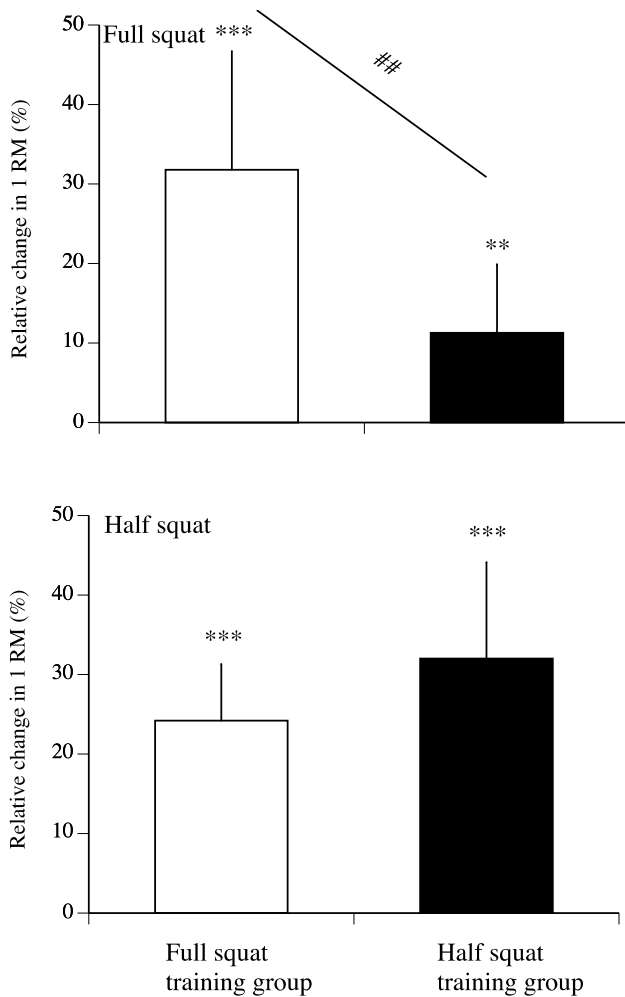 50
Full squat ***
##
40
30
20
**
10
0
Relative change in 1 RM (%)
50
Half squat
***
40
***
30
20
10
0
Relative change in 1 RM (%)
Full squat
training group
Half squat
training group